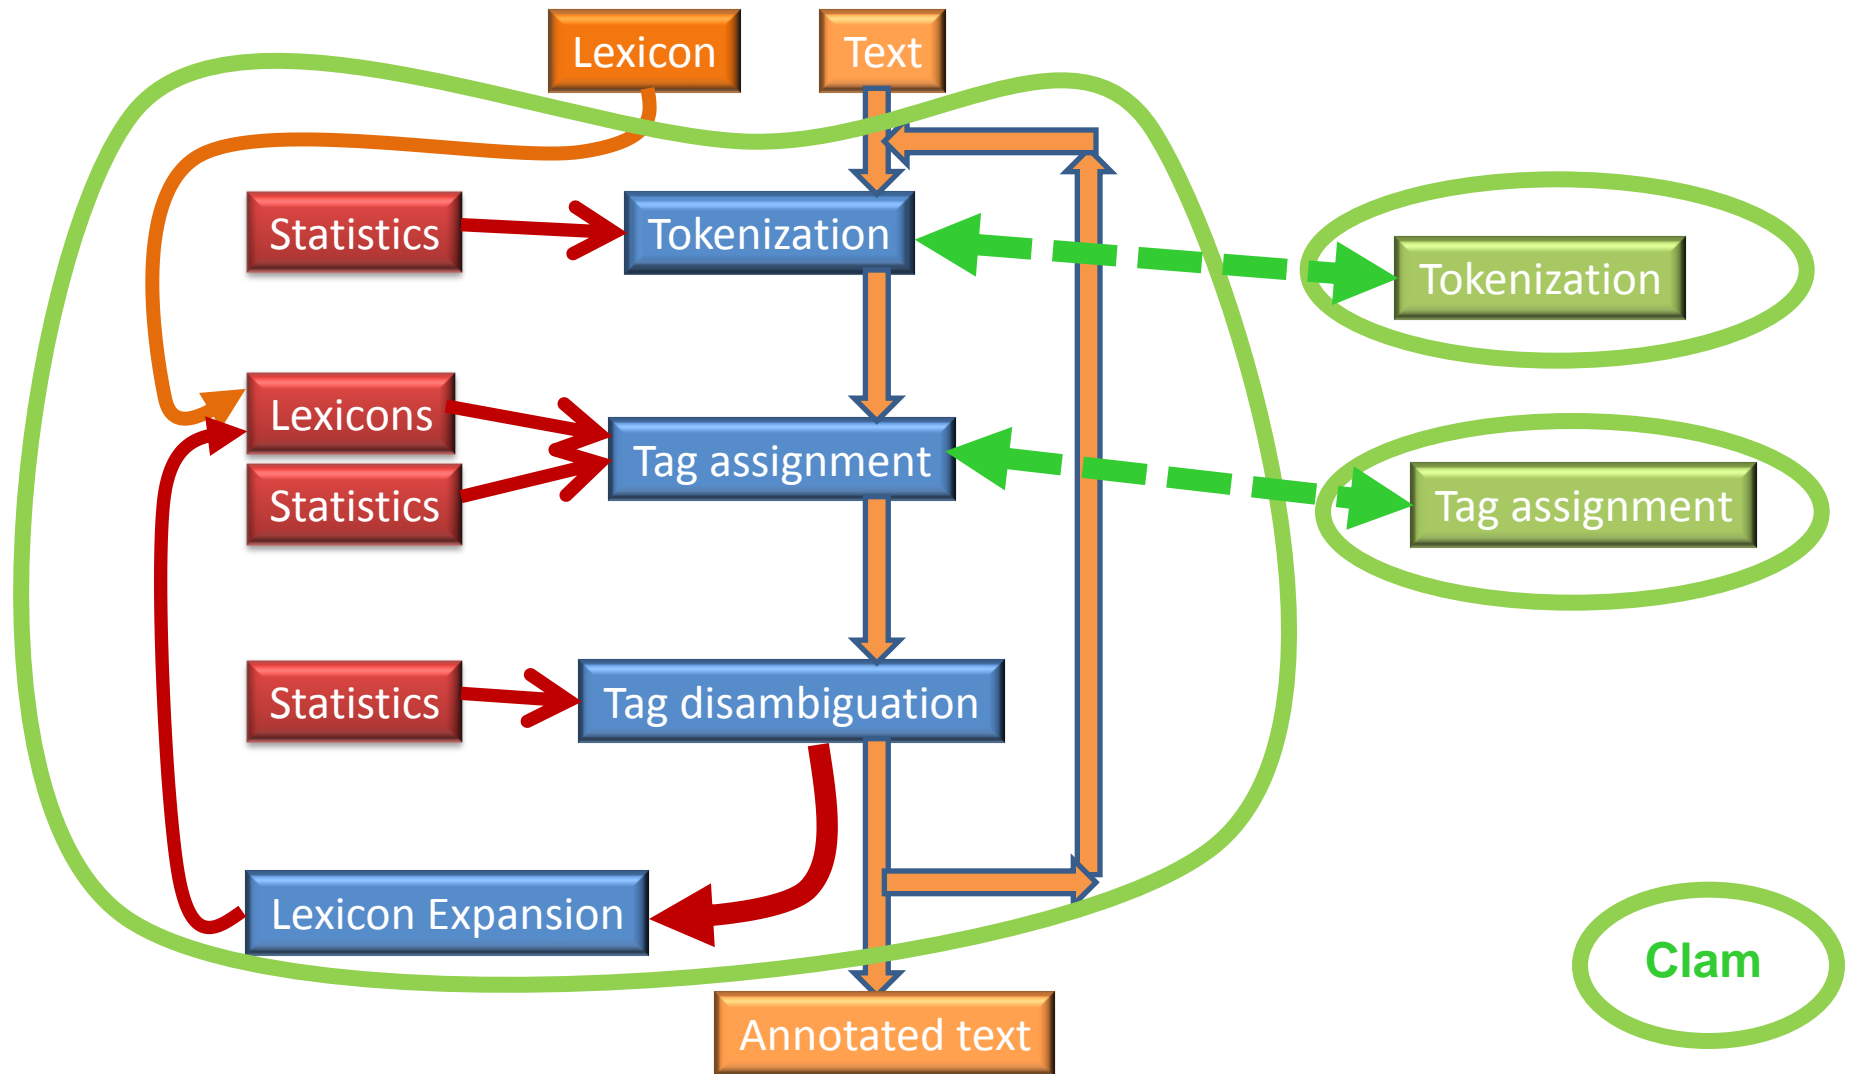 Lexicon
Text
Statistics
Tokenization
Tokenization
Lexicons
Tag assignment
Statistics
Tag assignment
Statistics
Tag disambiguation
Lexicon Expansion
Clam
Annotated text